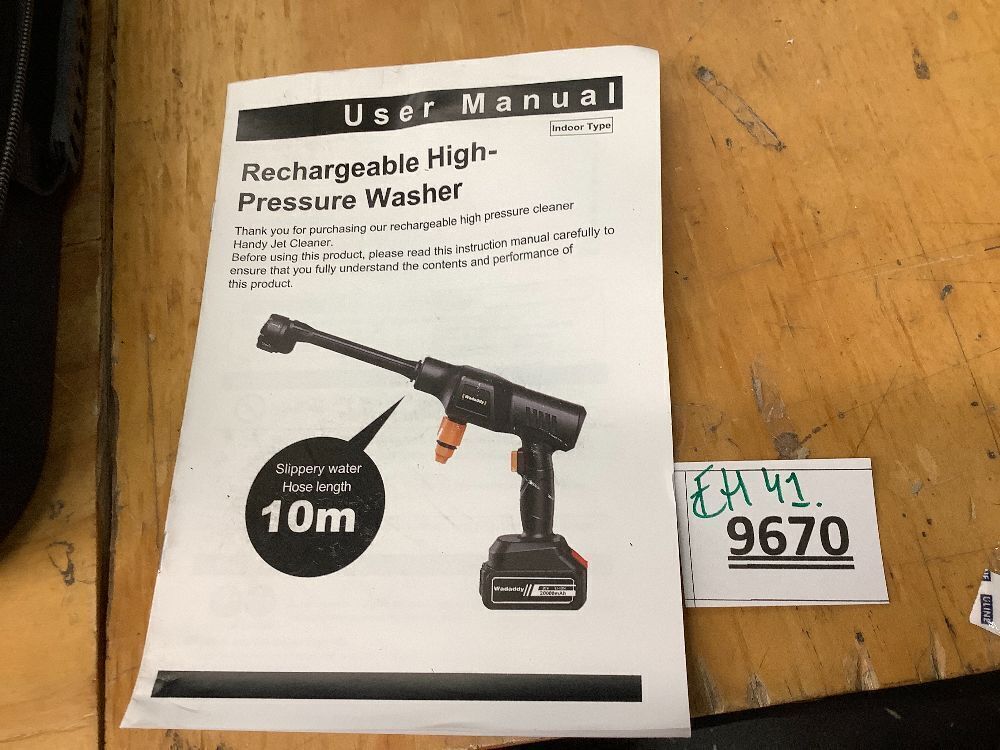 User Manual
Indoor Type
Rechargeable High-
Pressure Washer
Thank you for purchasing our rechargeable high pressure cleaner
Handy Jet Cleaner.
Before using this product, please read this instruction manual carefully to
ensure that you fully understand the contents and performance of
this product.
(Wadaddy)
Slippery water
Hose length
10m
Wadaddy//
20000mAh
EH 41.
9670